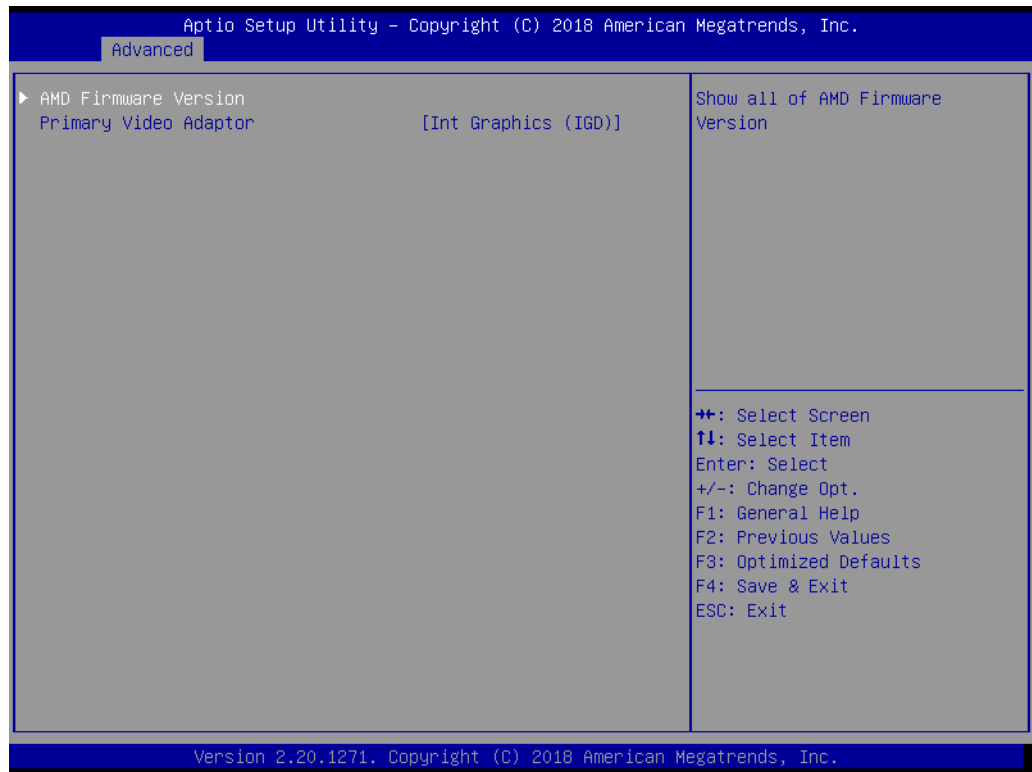 Aptio Setup Utility – Copyright (C) 2018 American Megatrends, Inc.
Advanced
▶ AMD Firmware Version
Primary Video Adaptor [Int Graphics (IGD)]
Show all of AMD Firmware
Version
→←: Select Screen
↑↓: Select Item
Enter: Select
+/-: Change Opt.
F1: General Help
F2: Previous Values
F3: Optimized Defaults
F4: Save & Exit
ESC: Exit
Version 2.20.1271. Copyright (C) 2018 American Megatrends, Inc.